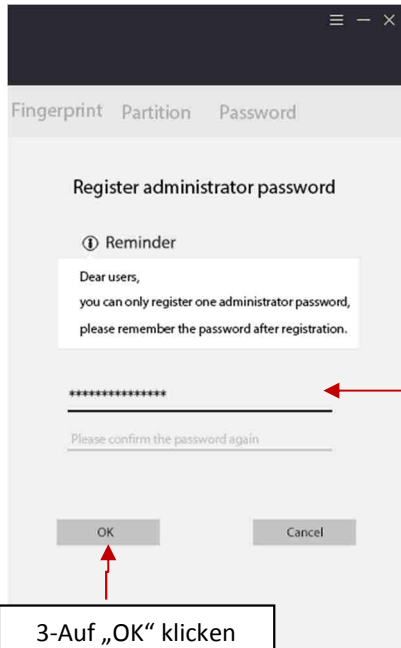 Fingerprint Partition Password
Register administrator password
Reminder
Dear users,
you can only register one administrator password,
please remember the password after registration.
***************
Please confirm the password again
OK Cancel
3-Auf „OK“ klicken